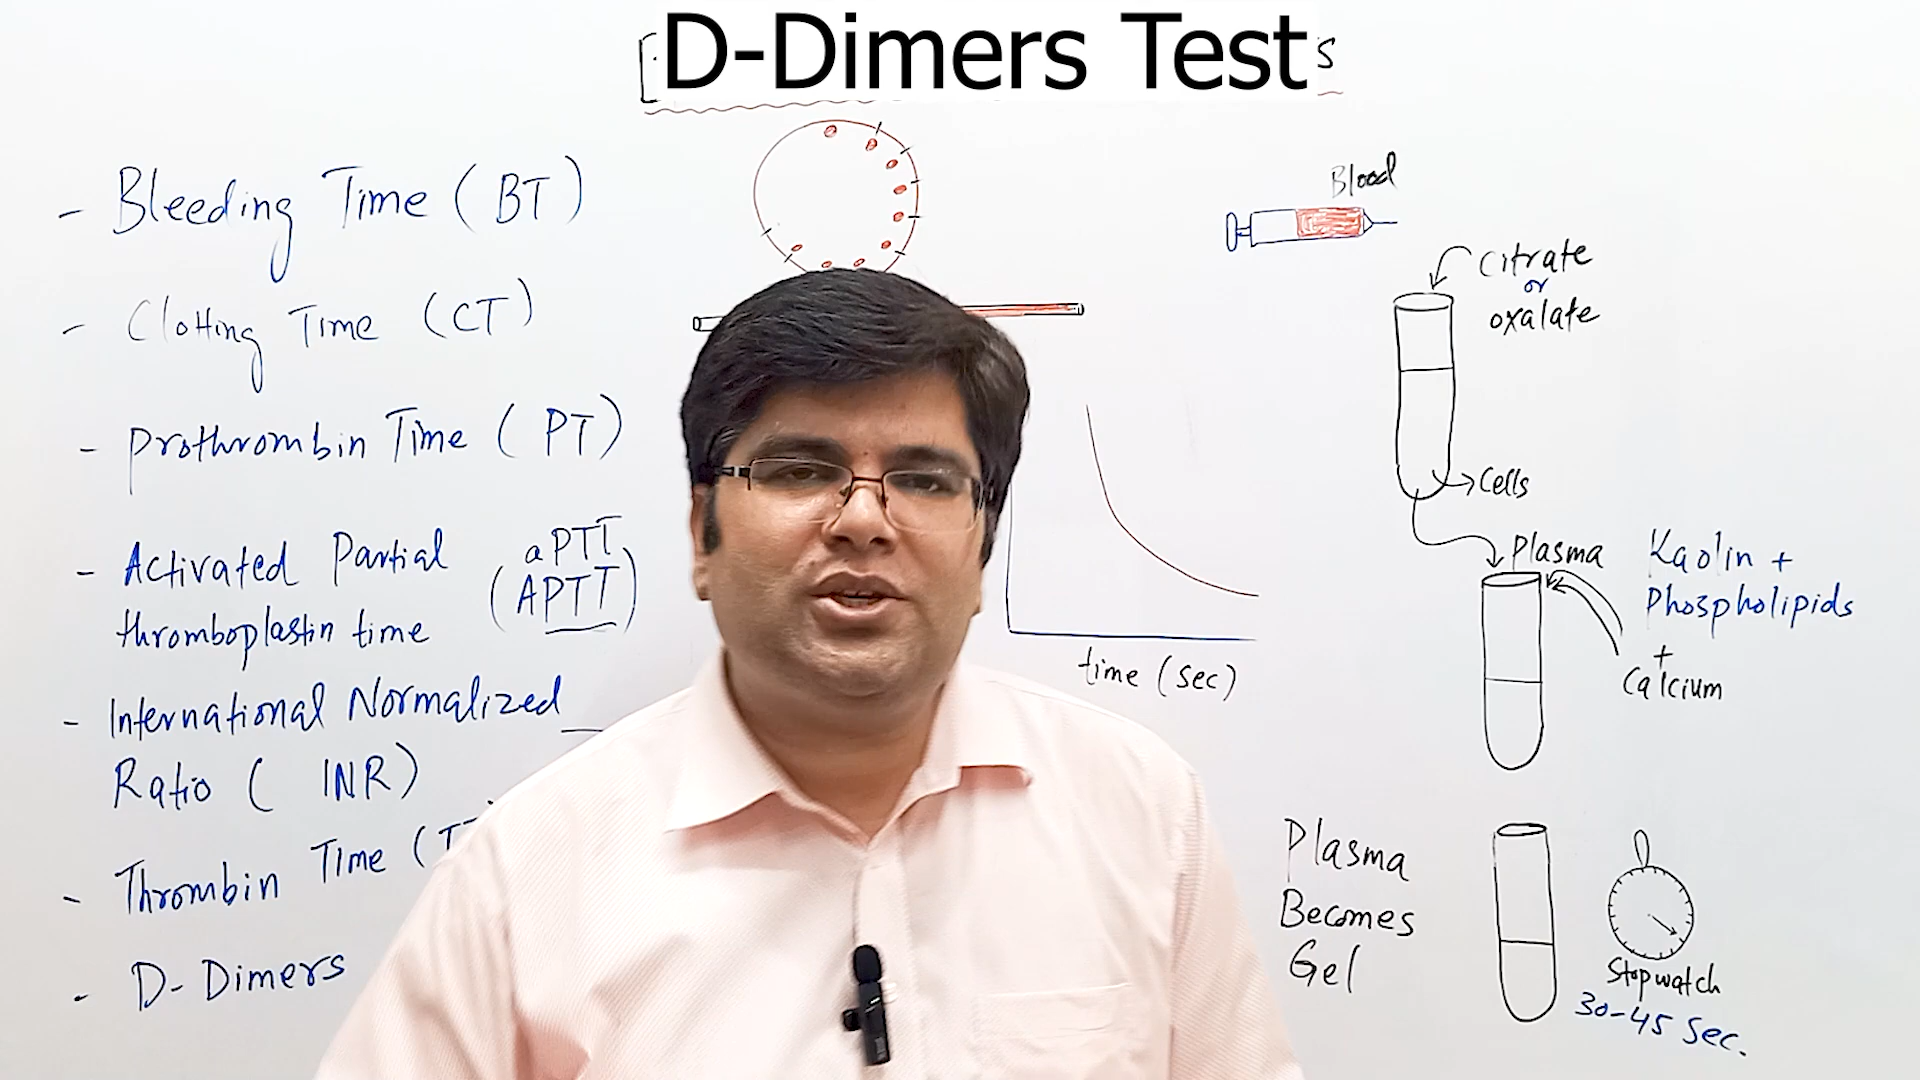 D-Dimers Test
s
- Bleeding Time (BT)
- Clotting Time (CT)
- Prothrombin Time (PT)
- Activated Partial
thromboplastin time
aPTT
(APTT)
- International Normalized
Ratio ( INR)
- Thrombin Time (T
- D-Dimers
time (sec)
Blood
Citrate
or
oxalate
Cells
Plasma
Kaolin +
Phospholipids
+
Calcium
Plasma
Becomes
Gel
Stopwatch
30-45 Sec.